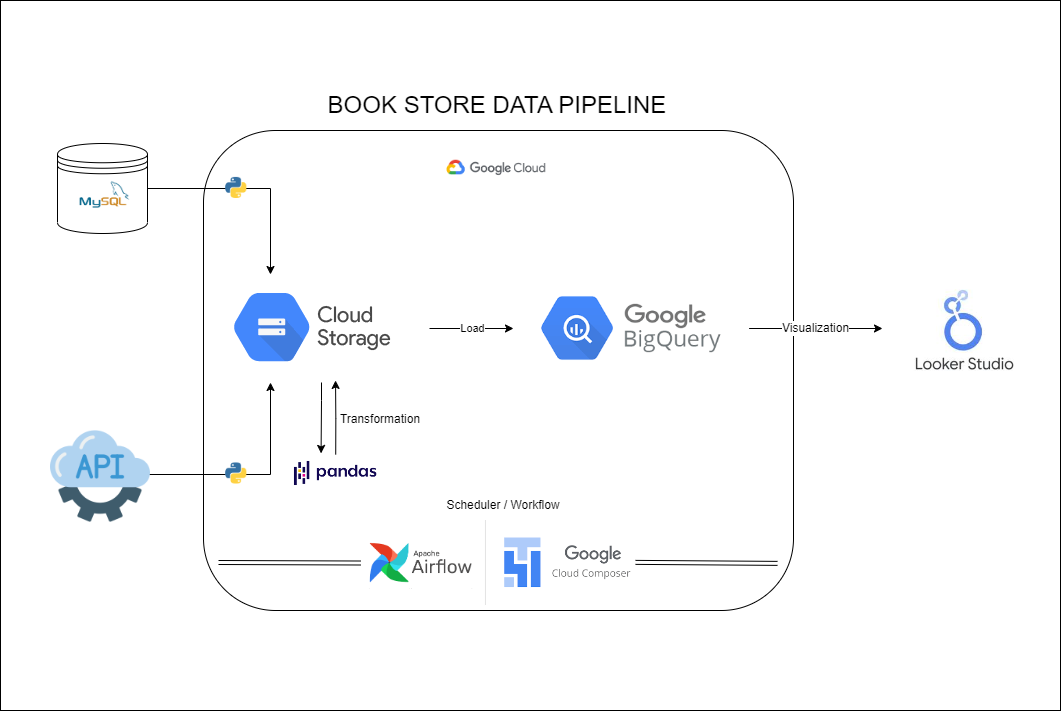 BOOK STORE DATA PIPELINE
Google Cloud
MySQL
Cloud
Storage
Load
Google
BigQuery
Visualization
Looker Studio
Transformation
API
pandas
Scheduler / Workflow
Apache
Airflow
Google
Cloud Composer